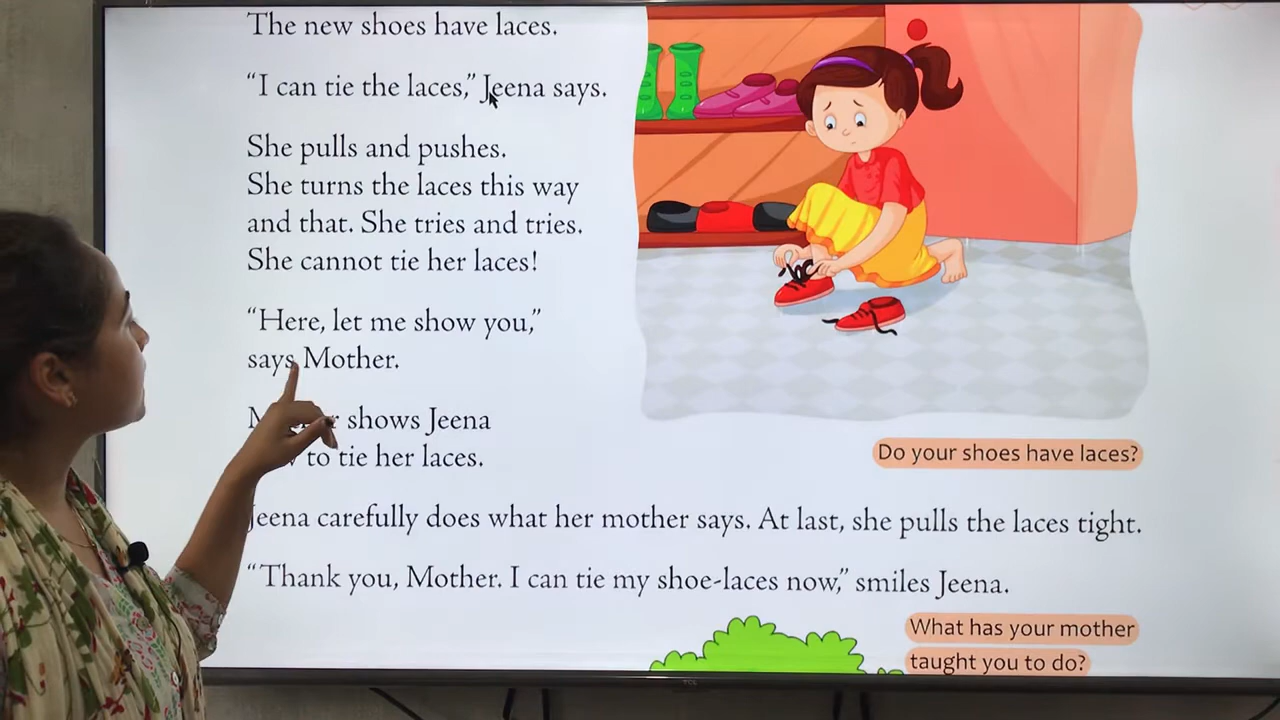 The new shoes have laces.
“I can tie the laces,” Jeena says.
She pulls and pushes.
She turns the laces this way
and that. She tries and tries.
She cannot tie her laces!
“Here, let me show you,”
says Mother.
shows Jeena
to tie her laces.
Jeena carefully does what her mother says. At last, she pulls the laces tight.
“Thank you, Mother. I can tie my shoe-laces now,” smiles Jeena.
Do your shoes have laces?
What has your mother
taught you to do?
TCL